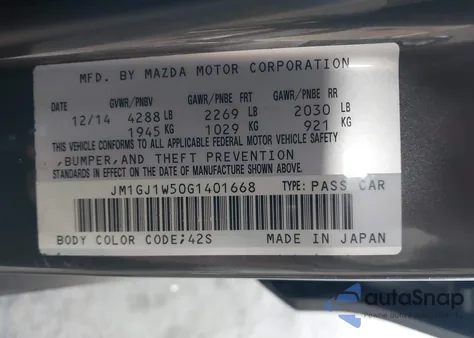 MFD. BY MAZDA MOTOR CORPORATION
GVWR/PNBV GAWR/PNBE FRT GAWR/PNBE RR
12/14 4288 LB 2269 LB 2030 LB
1945 KG 1029 KG 921 KG
THIS VEHICLE CONFORMS TO ALL APPLICABLE FEDERAL MOTOR VEHICLE SAFETY
,BUMPER,AND THEFT PREVENTION
STANDARDS IN EFFECT ON THE DATE OF MANUFACTURE SHOWN ABOVE.
JM1GJ1W50G1401668 TYPE: PASS CAR
BODY COLOR CODE;42S MADE IN JAPAN
autoSnap